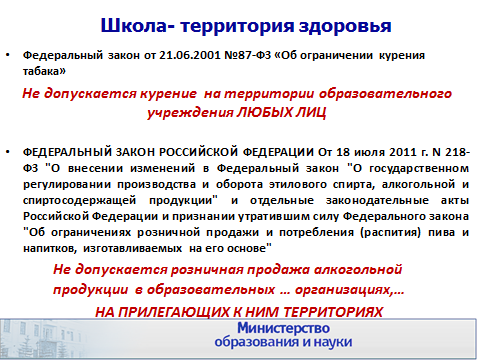 Школа- территория здоровья
• Федеральный закон от 21.06.2001 №87-ФЗ «Об ограничении курения
табака»
Не допускается курение на территории образовательного
учреждения ЛЮБЫХ ЛИЦ
• ФЕДЕРАЛЬНЫЙ ЗАКОН РОССИЙСКОЙ ФЕДЕРАЦИИ От 18 июля 2011 г. N 218-
ФЗ "О внесении изменений в Федеральный закон "О государственном
регулировании производства и оборота этилового спирта, алкогольной и
спиртосодержащей продукции" и отдельные законодательные акты
Российской Федерации и признании утратившим силу Федерального закона
"Об ограничениях розничной продажи и потребления (распития) пива и
напитков, изготавливаемых на его основе"
Не допускается розничная продажа алкогольной
продукции в образовательных ... организациях,...
НА ПРИЛЕГАЮЩИХ К НИМ ТЕРРИТОРИЯХ
Министерство
образования и науки